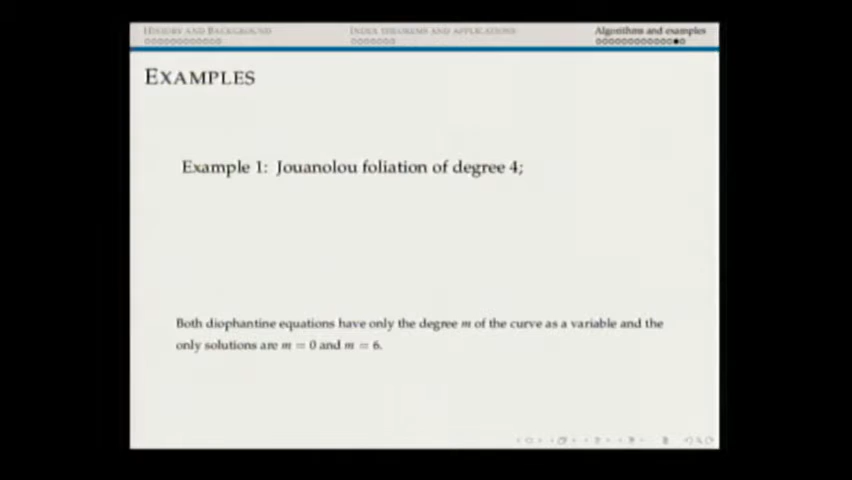 HISTORY AND BACKGROUND
INDEX THEOREMS AND APPLICATIONS
Algorithms and examples
EXAMPLES
Example 1: Jouanolou foliation of degree 4;
Both diophantine equations have only the degree m of the curve as a variable and the
only solutions are m = 0 and m = 6.